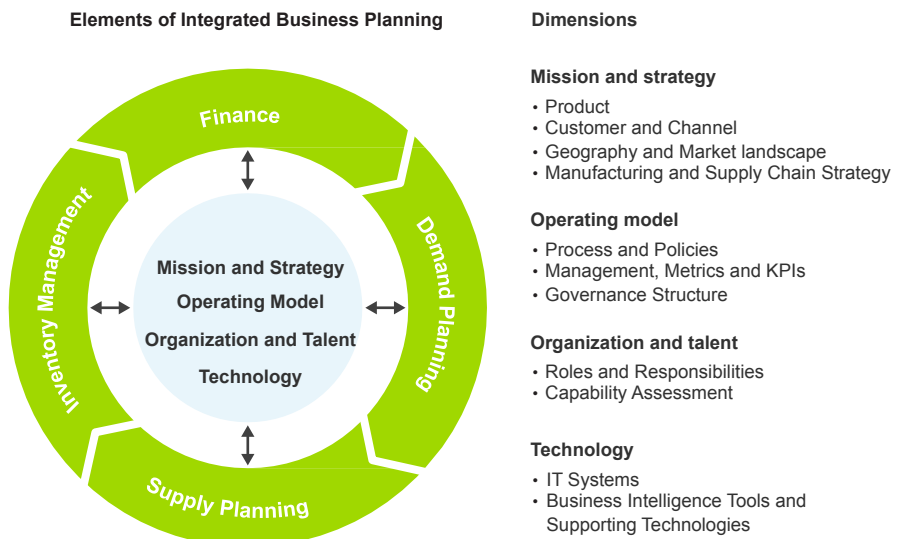 Elements of Integrated Business Planning
Finance
Demand Planning
Supply Planning
Inventory Management
Mission and Strategy
Operating Model
Organization and Talent
Technology
Dimensions
Mission and strategy
• Product
• Customer and Channel
• Geography and Market landscape
• Manufacturing and Supply Chain Strategy
Operating model
• Process and Policies
• Management, Metrics and KPIs
• Governance Structure
Organization and talent
• Roles and Responsibilities
• Capability Assessment
Technology
• IT Systems
• Business Intelligence Tools and
Supporting Technologies